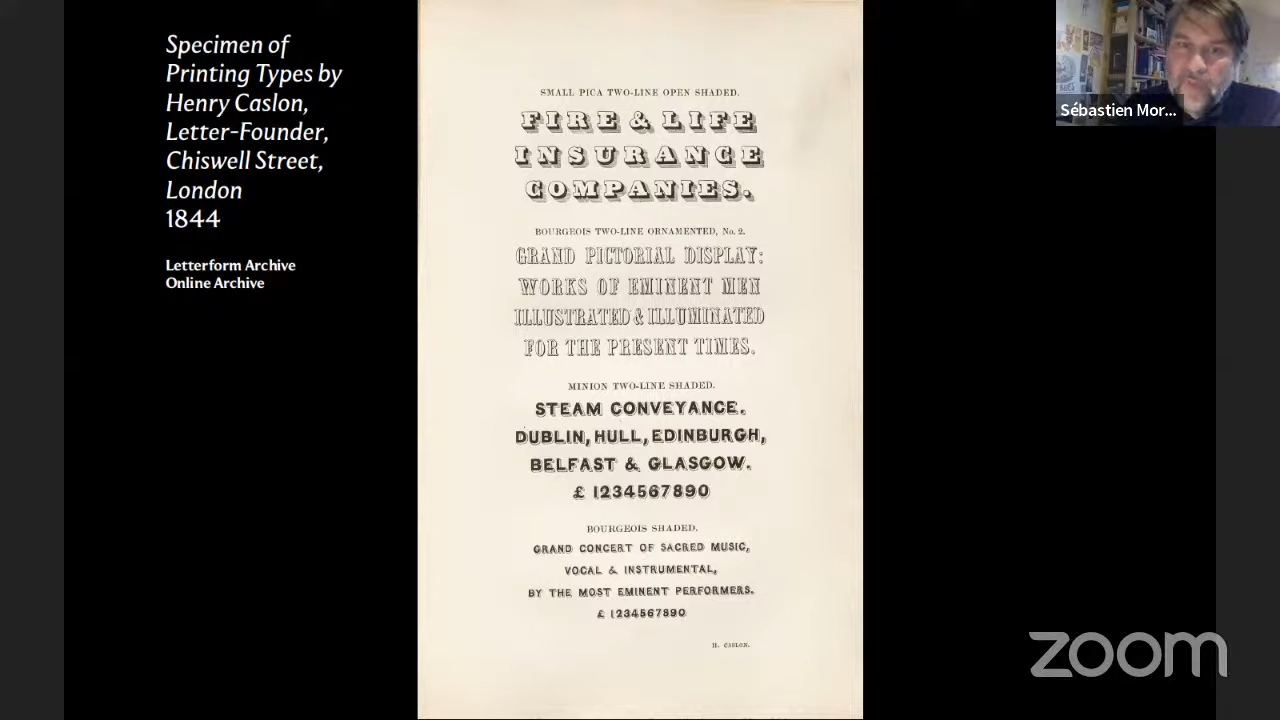 Specimen of
Printing Types by
Henry Caslon,
Letter-Founder,
Chiswell Street,
London
1844
Letterform Archive
Online Archive
SMALL PICA TWO-LINE OPEN SHADED.
FIRE & LIFE
INSURANCE
COMPANIES.
BOURGEOIS TWO-LINE ORNAMENTED, No. 2.
GRAND PICTORIAL DISPLAY:
WORKS OF EMINENT MEN
ILLUSTRATED & ILLUMINATED
FOR THE PRESENT TIMES.
MINION TWO-LINE SHADED.
STEAM CONVEYANCE.
DUBLIN, HULL, EDINBURGH,
BELFAST & GLASGOW.
£ 1234567890
BOURGEOIS SHADED.
GRAND CONCERT OF SACRED MUSIC,
VOCAL & INSTRUMENTAL,
BY THE MOST EMINENT PERFORMERS.
£ 1234567890
H. CASLON.
Sébastien Mor...
zoom